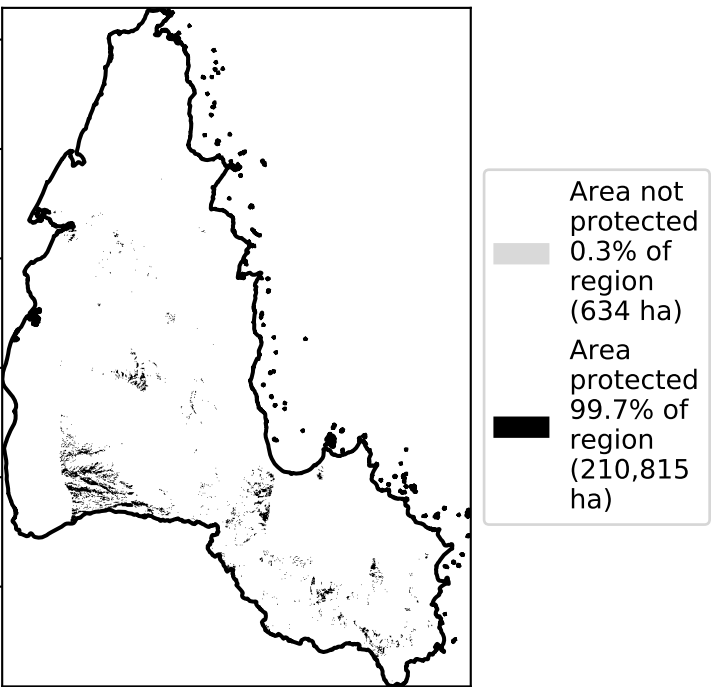 Area not
protected
0.3% of
region
(634 ha)
Area
protected
99.7% of
region
(210,815
ha)